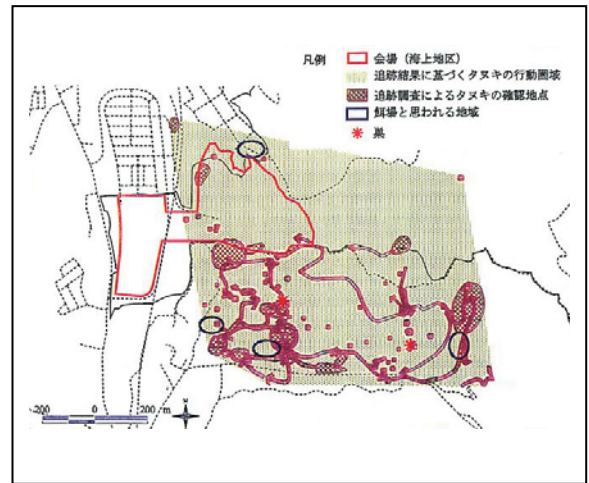 凡例
会場（海上地区）
追跡結果に基づくタヌキの行動圏域
追跡調査によるタヌキの確認地点
餌場と思われる地域
巣
-200 0 200 m